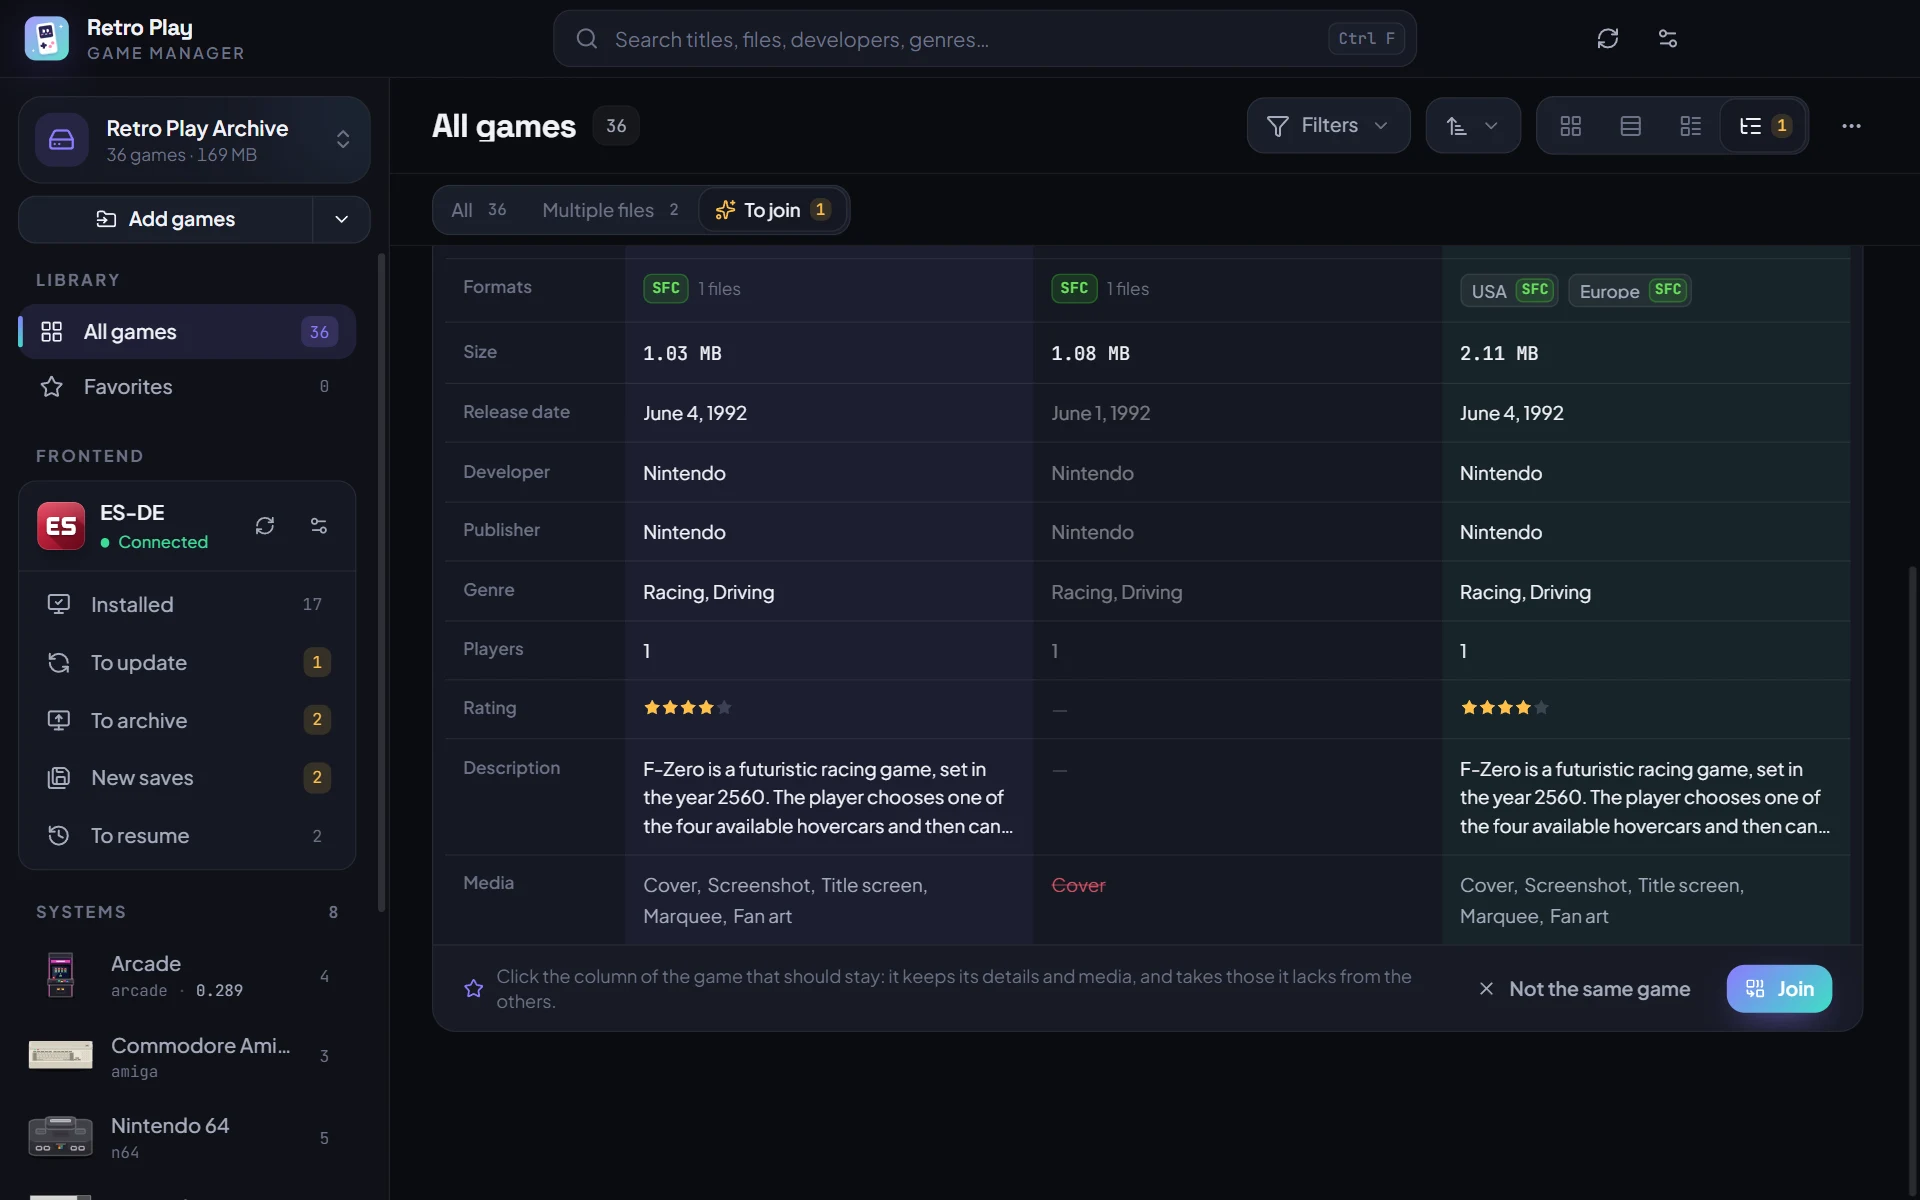 Retro Play
GAME MANAGER
Search titles, files, developers, genres…
Ctrl F
Retro Play Archive
36 games · 169 MB
Add games
LIBRARY
All games 36
Favorites 0
FRONTEND
ES ES-DE
Connected
Installed 17
To update 1
To archive 2
New saves 2
To resume 2
SYSTEMS 8
Arcade
arcade · 0.289
4
Commodore Ami…
amiga
3
Nintendo 64
n64
5
All games 36
Filters
1
All 36 Multiple files 2 To join 1
Formats SFC 1 files SFC 1 files USA SFC Europe SFC
Size 1.03 MB 1.08 MB 2.11 MB
Release date June 4, 1992 June 1, 1992 June 4, 1992
Developer Nintendo Nintendo Nintendo
Publisher Nintendo Nintendo Nintendo
Genre Racing, Driving Racing, Driving Racing, Driving
Players 1 1 1
Rating —
Description
F-Zero is a futuristic racing game, set in
the year 2560. The player chooses one of
the four available hovercars and then can…
—
F-Zero is a futuristic racing game, set in
the year 2560. The player chooses one of
the four available hovercars and then can…
Media
Cover, Screenshot, Title screen,
Marquee, Fan art
Cover
Cover, Screenshot, Title screen,
Marquee, Fan art
Click the column of the game that should stay: it keeps its details and media, and takes those it lacks from the
others.
Not the same game
Join